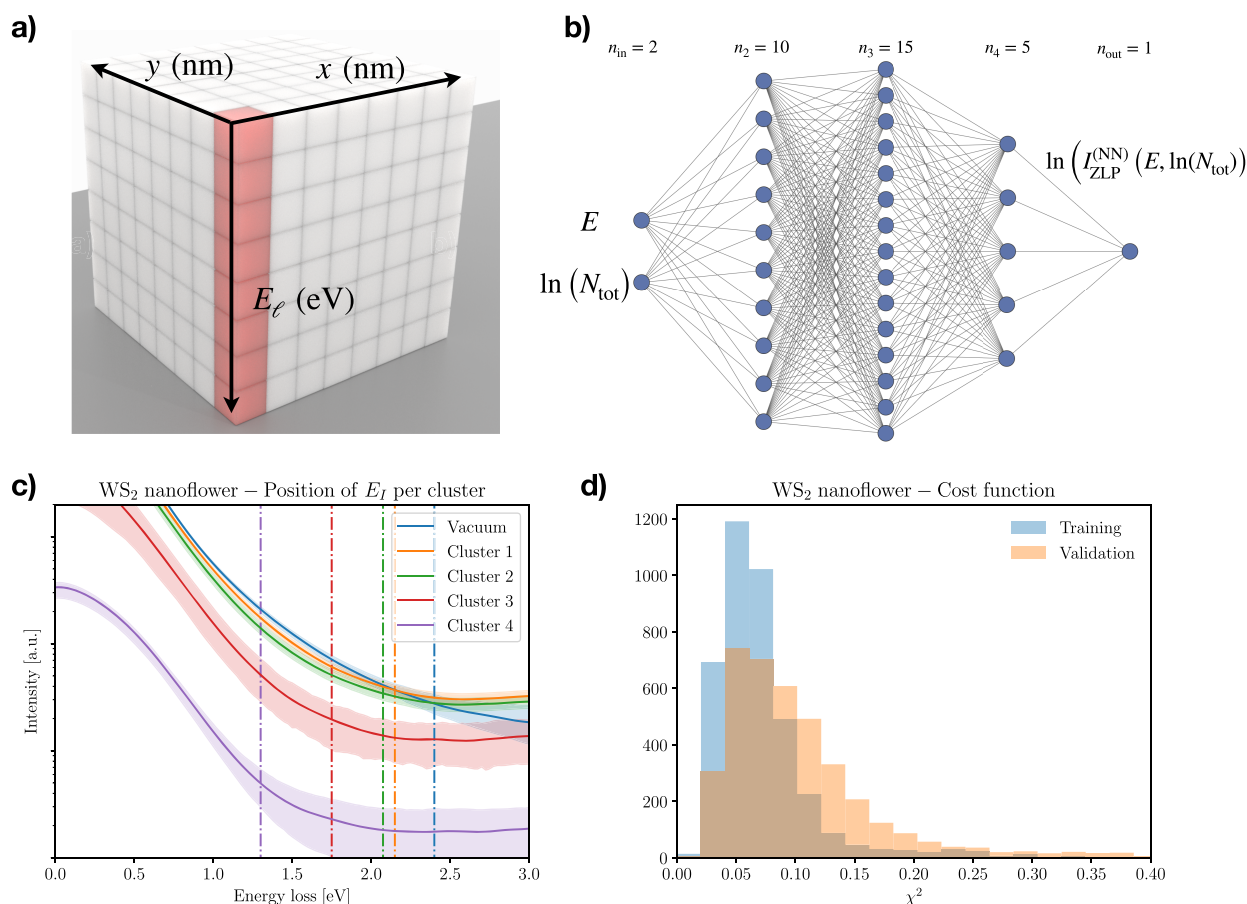 a)
y (nm)
x (nm)
E_ℓ (eV)
b)
n_in = 2
n_2 = 10
n_3 = 15
n_4 = 5
n_out = 1
E
ln (N_tot)
ln (I_ZLP^(NN) (E, ln(N_tot))
c)
WS₂ nanoflower − Position of E_I per cluster
Vacuum
Cluster 1
Cluster 2
Cluster 3
Cluster 4
Intensity [a.u.]
0.0 0.5 1.0 1.5 2.0 2.5 3.0
Energy loss [eV]
d)
WS₂ nanoflower − Cost function
Training
Validation
1200
1000
800
600
400
200
0
0.00 0.05 0.10 0.15 0.20 0.25 0.30 0.35 0.40
χ²